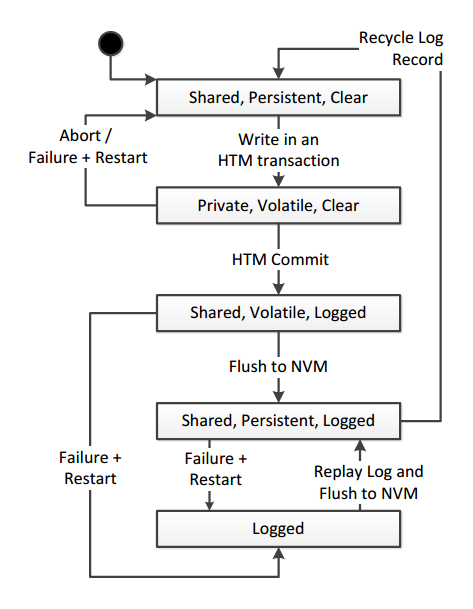 Recycle Log
Record
Shared, Persistent, Clear
Abort /
Failure + Restart
Write in an
HTM transaction
Private, Volatile, Clear
HTM Commit
Shared, Volatile, Logged
Flush to NVM
Shared, Persistent, Logged
Failure +
Restart
Failure +
Restart
Replay Log and
Flush to NVM
Logged